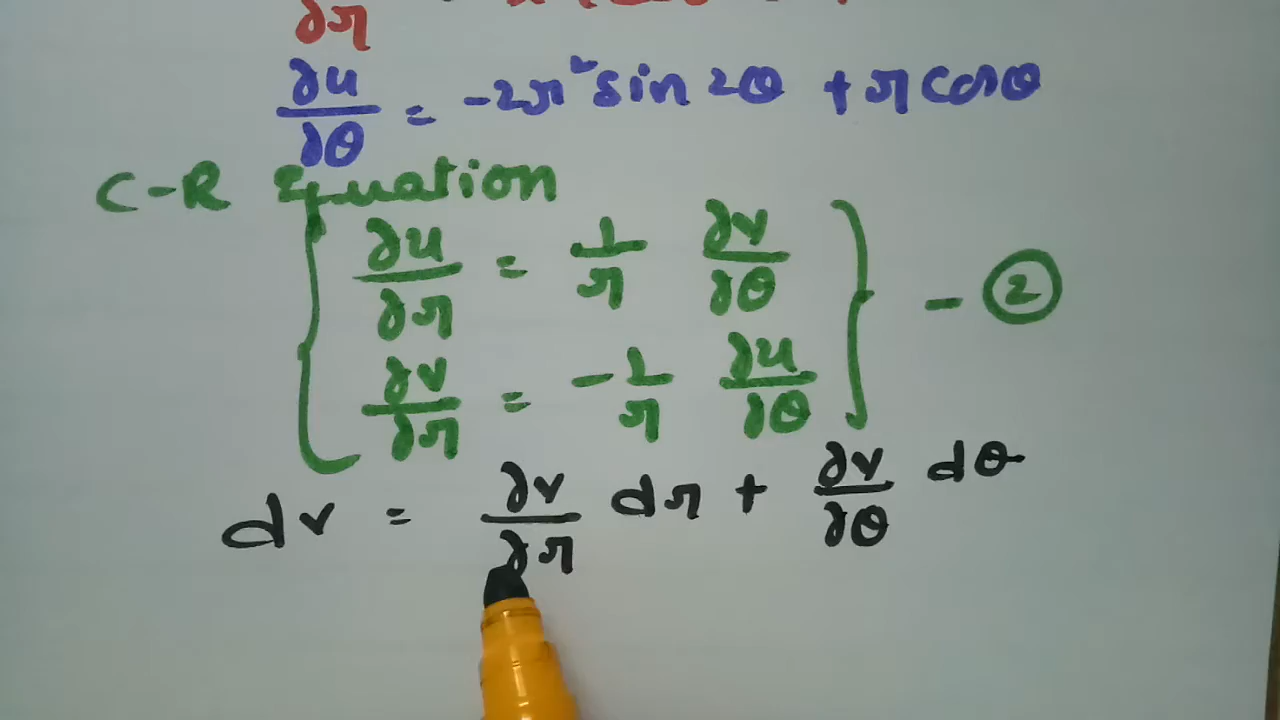 ∂r
∂u/∂θ = -2r² sin 2θ + r cos θ
C-R Equation
{ ∂u/∂r = 1/r ∂v/∂θ
∂v/∂r = -1/r ∂u/∂θ } - ②
dv = ∂v/∂r dr + ∂v/∂θ dθ